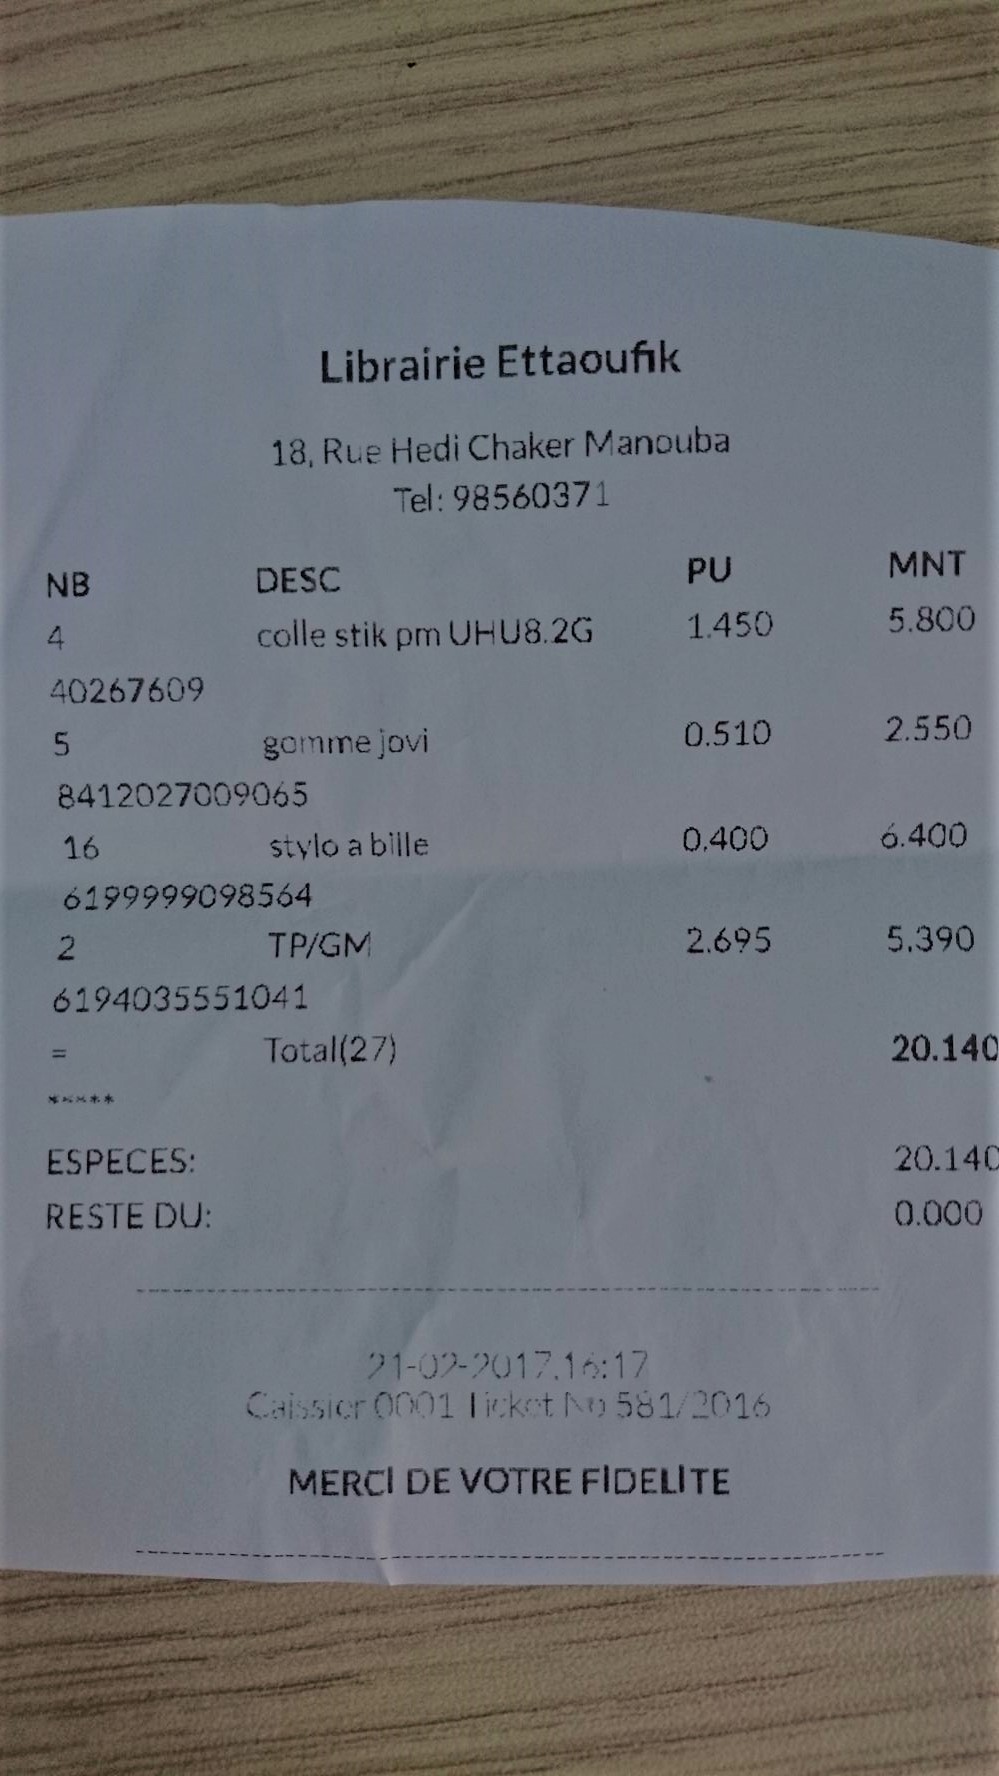 Librairie Ettaoufik
18, Rue Hedi Chaker Manouba
Tel: 98560371
NB DESC PU MNT
4 colle stik pm UHU8.2G 1.450 5.800
40267609
5 gomme jovi 0.510 2.550
8412027009065
16 stylo a bille 0.400 6.400
6199999098564
2 TP/GM 2.695 5.390
6194035551041
= Total(27) 20.140
*****
ESPECES: 20.140
RESTE DU: 0.000
21-02-2017.16:17
Caissier 0001 Ticket No 581/2016
MERCİ DE VOTRE FİDELİTE